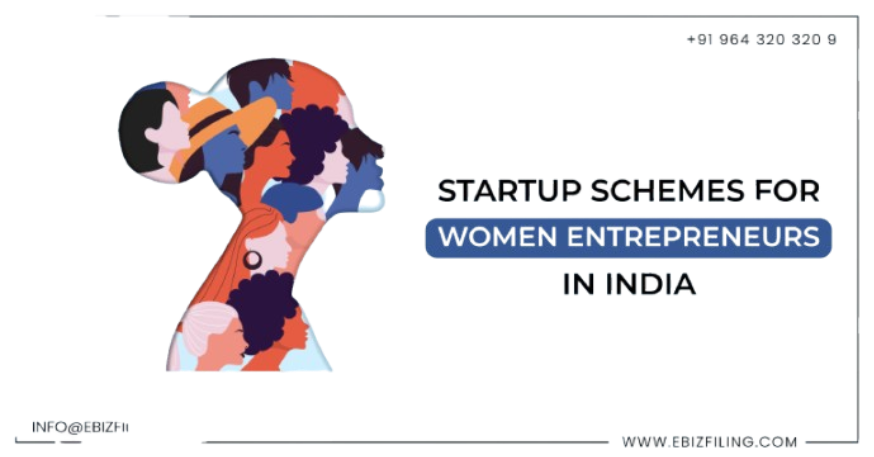 +91 964 320 320 9
STARTUP SCHEMES FOR
WOMEN ENTREPRENEURS
IN INDIA
WWW.EBIZFILING.COM